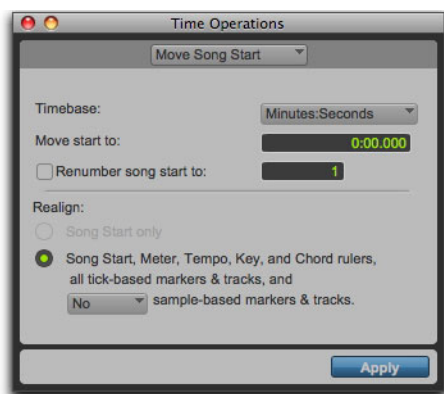 Time Operations
Move Song Start
Timebase: Minutes:Seconds
Move start to: 0:00.000
Renumber song start to: 1
Realign:
Song Start only
Song Start, Meter, Tempo, Key, and Chord rulers,
all tick-based markers & tracks, and
No sample-based markers & tracks.
Apply